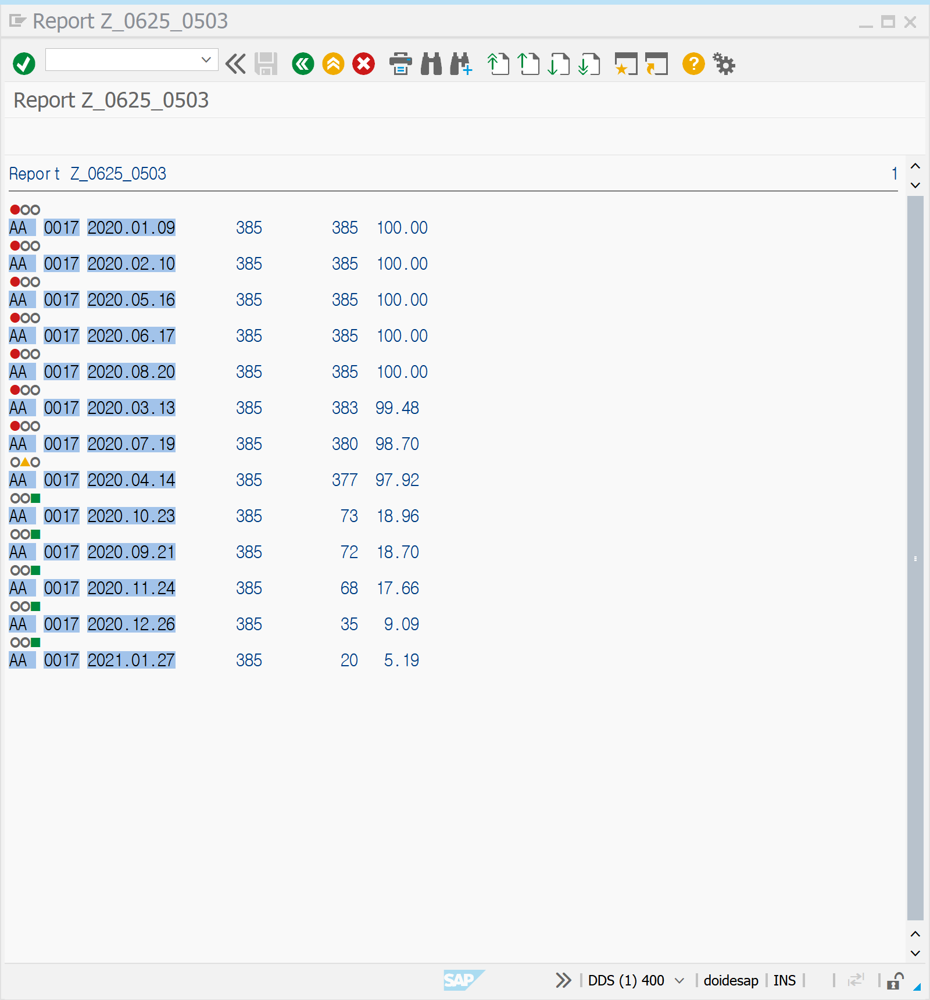 Report Z_0625_0503
Report Z_0625_0503
Report Z_0625_0503 1
AA 0017 2020.01.09 385 385 100.00
AA 0017 2020.02.10 385 385 100.00
AA 0017 2020.05.16 385 385 100.00
AA 0017 2020.06.17 385 385 100.00
AA 0017 2020.08.20 385 385 100.00
AA 0017 2020.03.13 385 383 99.48
AA 0017 2020.07.19 385 380 98.70
AA 0017 2020.04.14 385 377 97.92
AA 0017 2020.10.23 385 73 18.96
AA 0017 2020.09.21 385 72 18.70
AA 0017 2020.11.24 385 68 17.66
AA 0017 2020.12.26 385 35 9.09
AA 0017 2021.01.27 385 20 5.19
SAP DDS (1) 400 doidesap INS